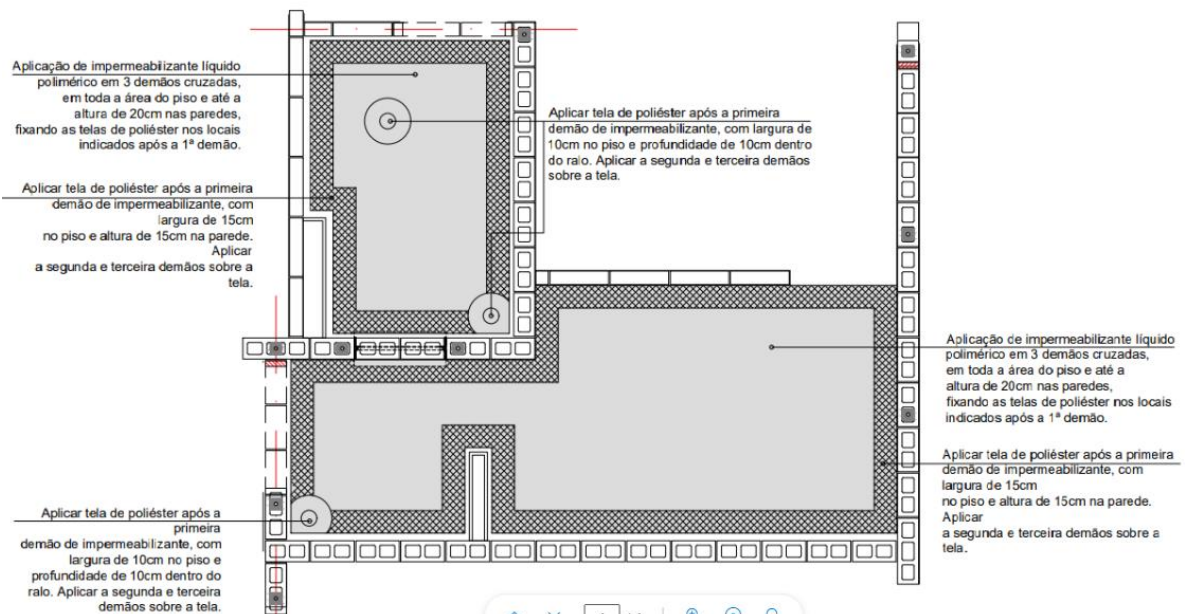 Aplicação de impermeabilizante líquido
polimérico em 3 demãos cruzadas,
em toda a área do piso e até a
altura de 20cm nas paredes,
fixando as telas de poliéster nos locais
indicados após a 1ª demão.
Aplicar tela de poliéster após a primeira
demão de impermeabilizante, com largura de
10cm no piso e profundidade de 10cm dentro
do ralo. Aplicar a segunda e terceira demãos
sobre a tela.
Aplicar tela de poliéster após a primeira
demão de impermeabilizante, com
largura de 15cm
no piso e altura de 15cm na parede.
Aplicar
a segunda e terceira demãos sobre a
tela.
Aplicação de impermeabilizante líquido
polimérico em 3 demãos cruzadas,
em toda a área do piso e até a
altura de 20cm nas paredes,
fixando as telas de poliéster nos locais
indicados após a 1ª demão.
Aplicar tela de poliéster após a primeira
demão de impermeabilizante, com
largura de 15cm
no piso e altura de 15cm na parede.
Aplicar
a segunda e terceira demãos sobre a
tela.
Aplicar tela de poliéster após a
primeira
demão de impermeabilizante, com
largura de 10cm no piso e
profundidade de 10cm dentro do
ralo. Aplicar a segunda e terceira
demãos sobre a tela.